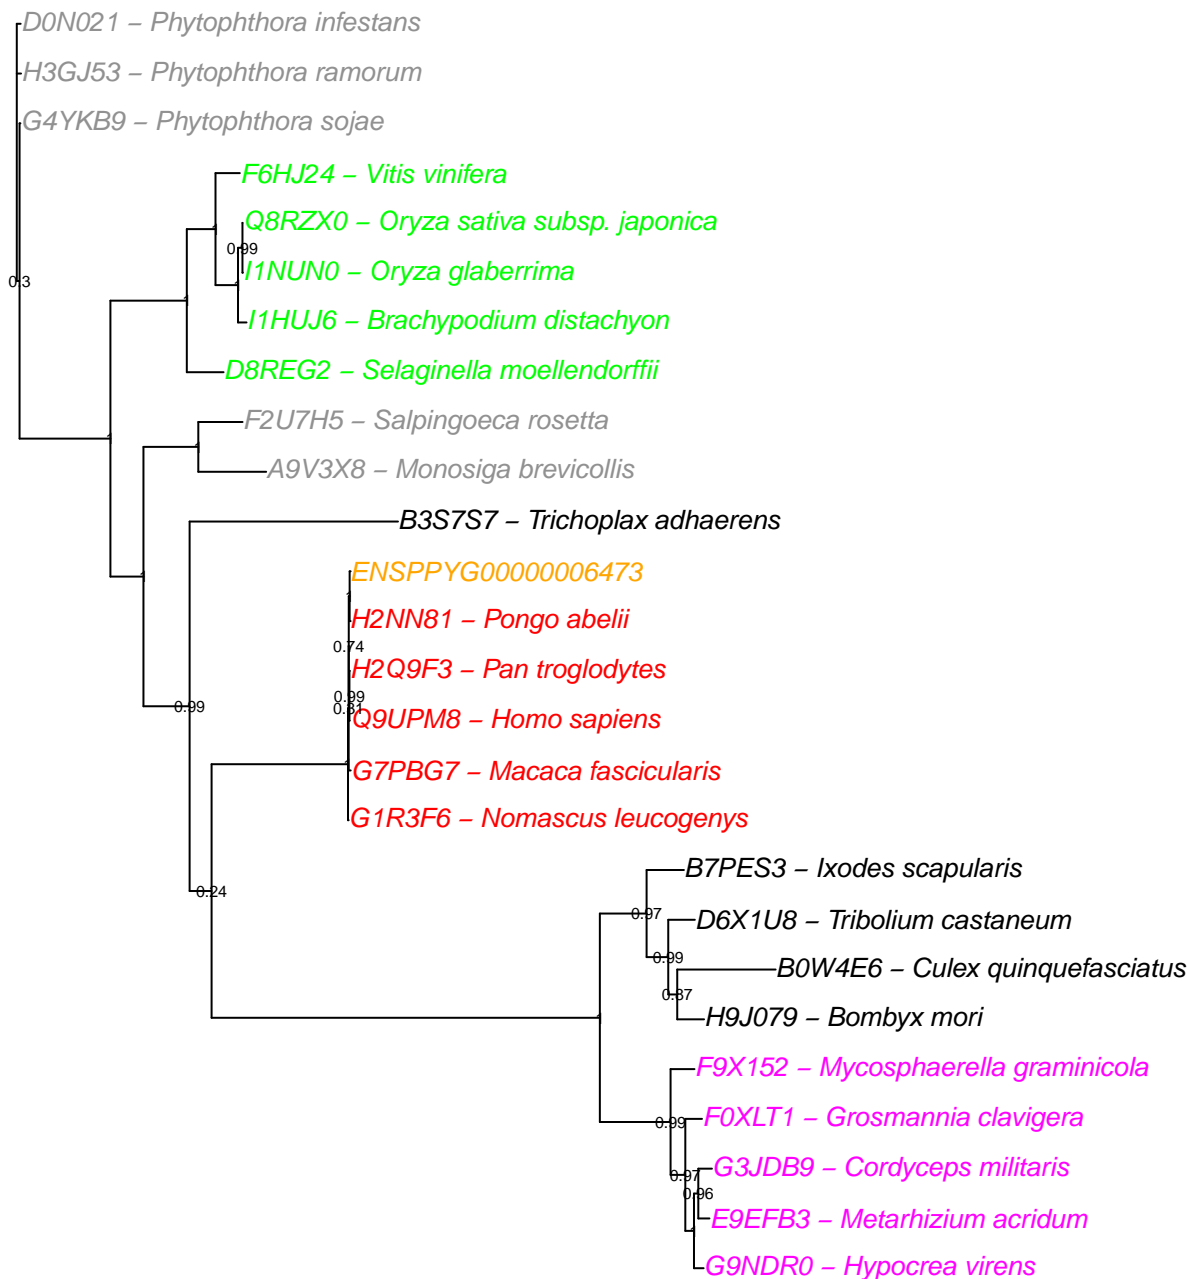 D0N021 – Phytophthora infestans
H3GJ53 – Phytophthora ramorum
G4YKB9 – Phytophthora sojae
F6HJ24 – Vitis vinifera
Q8RZX0 – Oryza sativa subsp. japonica
0.99
I1NUN0 – Oryza glaberrima
0.3
I1HUJ6 – Brachypodium distachyon
D8REG2 – Selaginella moellendorffii
F2U7H5 – Salpingoeca rosetta
A9V3X8 – Monosiga brevicollis
B3S7S7 – Trichoplax adhaerens
ENSPPYG00000006473
H2NN81 – Pongo abelii
0.74
H2Q9F3 – Pan troglodytes
0.99
0.99
0.81
Q9UPM8 – Homo sapiens
G7PBG7 – Macaca fascicularis
G1R3F6 – Nomascus leucogenys
B7PES3 – Ixodes scapularis
0.24
0.97
D6X1U8 – Tribolium castaneum
0.99
B0W4E6 – Culex quinquefasciatus
0.87
H9J079 – Bombyx mori
F9X152 – Mycosphaerella graminicola
F0XLT1 – Grosmannia clavigera
0.99
G3JDB9 – Cordyceps militaris
0.97
0.96
E9EFB3 – Metarhizium acridum
G9NDR0 – Hypocrea virens